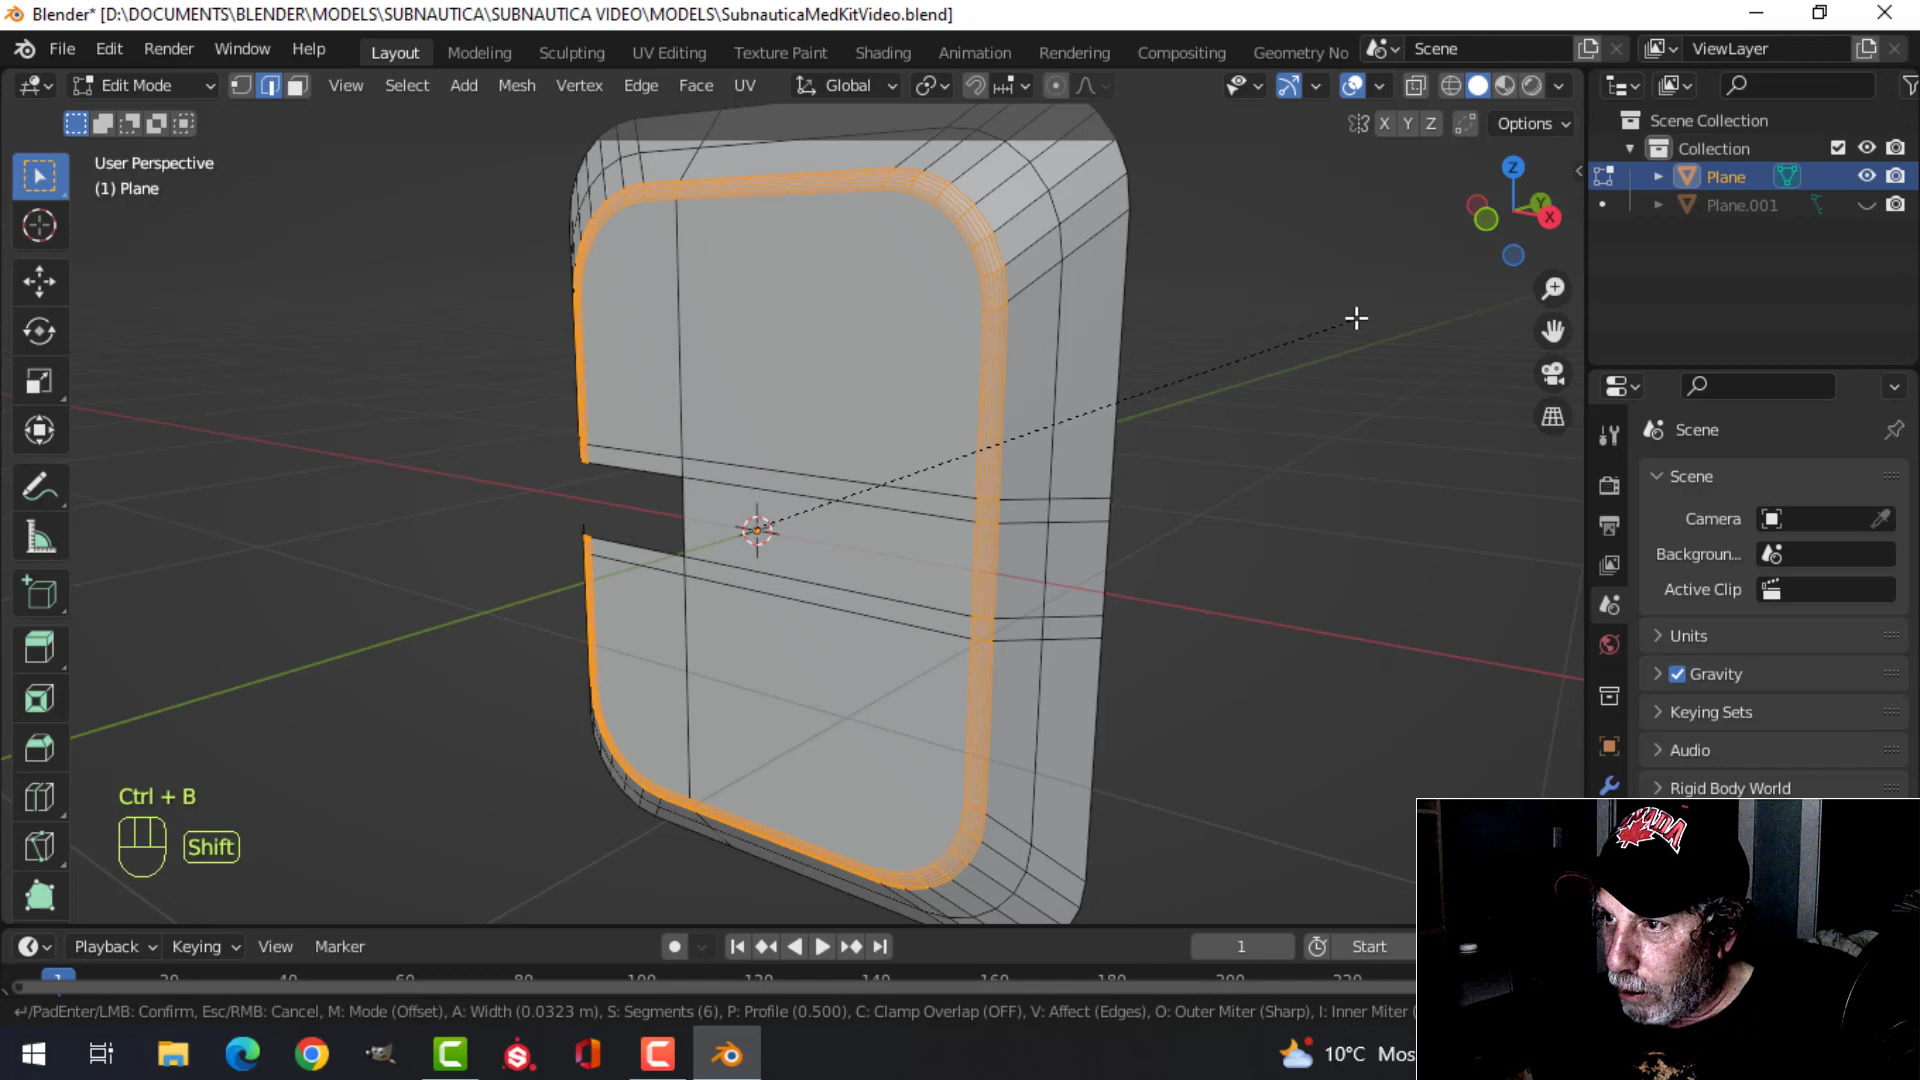 Blender* [D:\DOCUMENTS\BLENDER\MODELS\SUBNAUTICA\SUBNAUTICA VIDEO\MODELS\SubnauticaMedKitVideo.blend]
File Edit Render Window Help Layout Modeling Sculpting UV Editing Texture Paint Shading Animation Rendering Compositing Geometry No Scene ViewLayer
Edit Mode View Select Add Mesh Vertex Edge Face UV Global
X Y Z Options
Scene Collection
Collection
Plane
Plane.001
User Perspective
(1) Plane
Z
Y
X
Scene
Scene
Camera
Backgroun...
Active Clip
Units
Gravity
Keying Sets
Audio
Rigid Body World
Ctrl + B
Shift
CANADA
Playback Keying View Marker 1 Start
1 20 40 60 80 100 120 140 160 180 200 220
↵/PadEnter/LMB: Confirm, Esc/RMB: Cancel, M: Mode (Offset), A: Width (0.0323 m), S: Segments (6), P: Profile (0.500), C: Clamp Overlap (OFF), V: Affect (Edges), O: Outer Miter (Sharp), I: Inner Miter (
10°C Mos